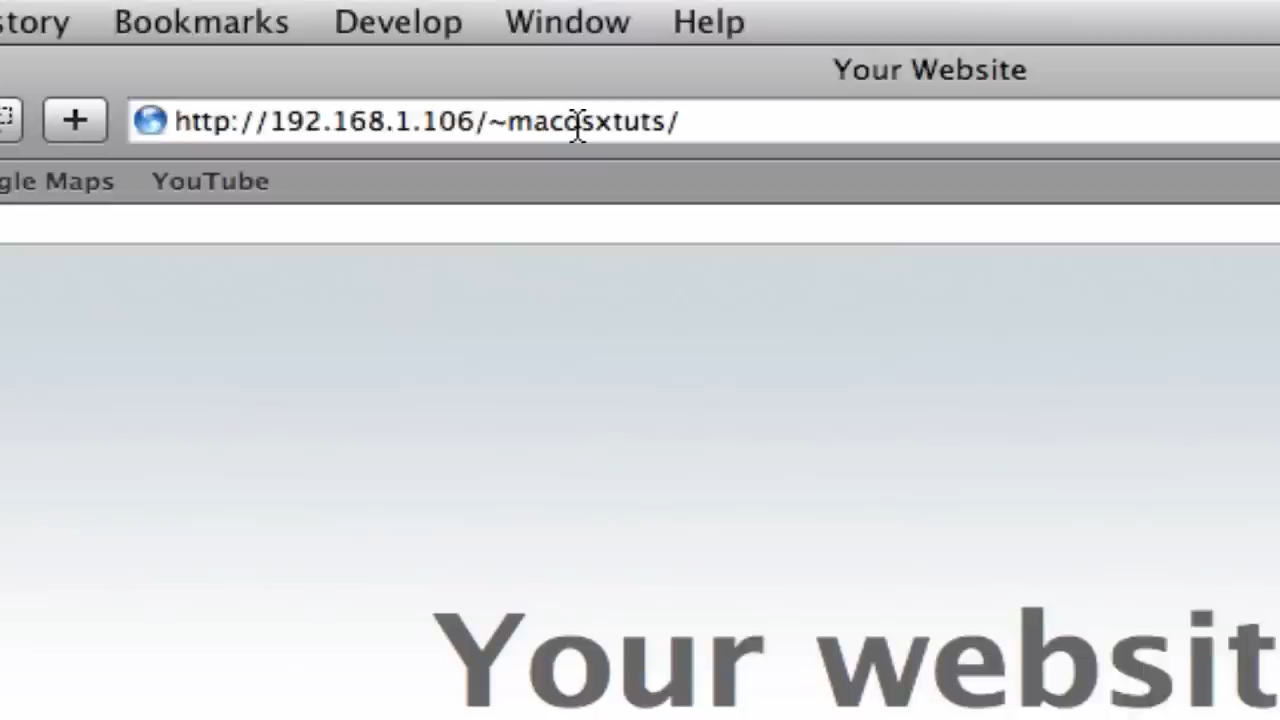 story Bookmarks Develop Window Help
Your Website
+ http://192.168.1.106/~macosxtuts/
gle Maps YouTube
Your websit